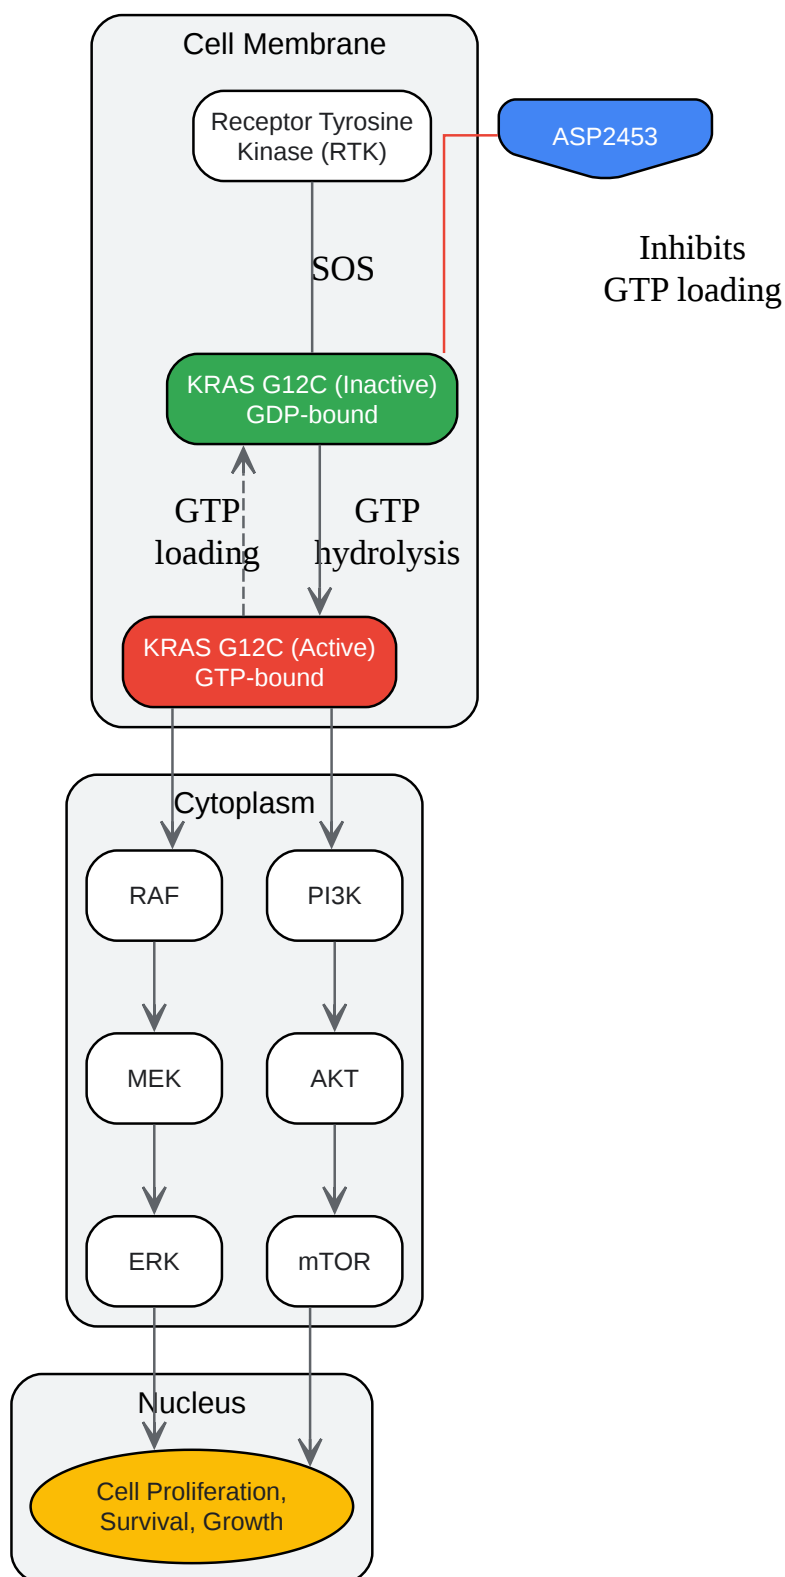 Cell Membrane
Receptor Tyrosine
Kinase (RTK)
ASP2453
SOS
Inhibits
GTP loading
KRAS G12C (Inactive)
GDP-bound
GTP
loading
GTP
hydrolysis
KRAS G12C (Active)
GTP-bound
Cytoplasm
RAF
PI3K
MEK
AKT
ERK
mTOR
Nucleus
Cell Proliferation,
Survival, Growth